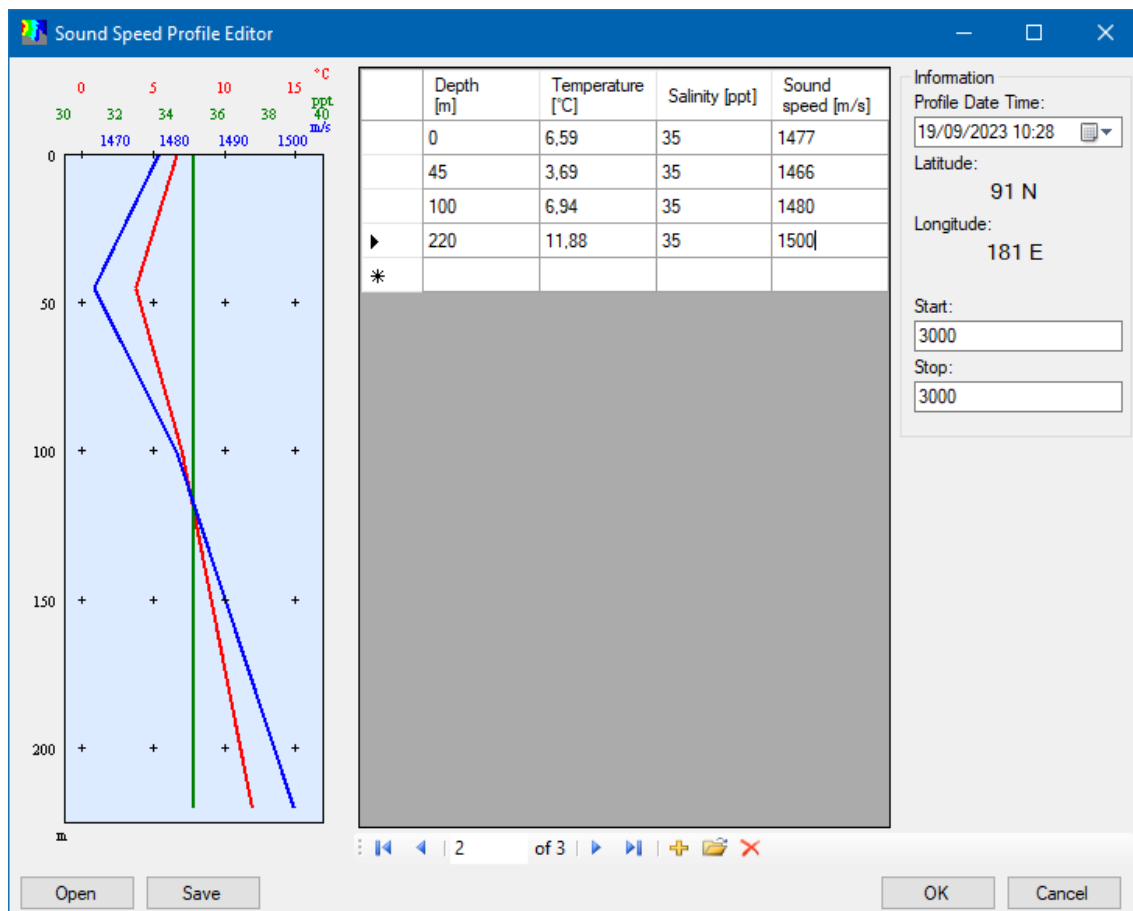 Sound Speed Profile Editor
°C
0 5 10 15
ppt
30 32 34 36 38 40
m/s
1470 1480 1490 1500
0
50
100
150
200
m
Depth [m] Temperature [°C] Salinity [ppt] Sound speed [m/s]
0 6,59 35 1477
45 3,69 35 1466
100 6,94 35 1480
220 11,88 35 1500
2 of 3
Information
Profile Date Time:
19/09/2023 10:28
Latitude:
91 N
Longitude:
181 E
Start:
3000
Stop:
3000
Open Save OK Cancel